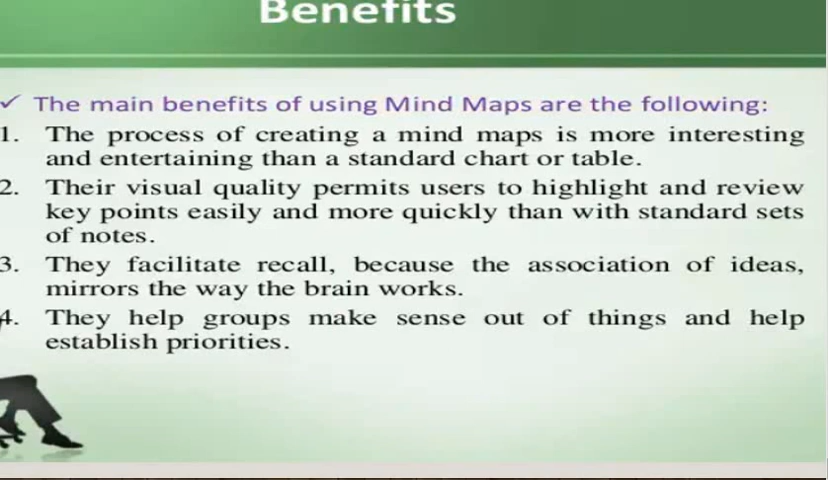 Benefits
✓ The main benefits of using Mind Maps are the following:
1. The process of creating a mind maps is more interesting
and entertaining than a standard chart or table.
2. Their visual quality permits users to highlight and review
key points easily and more quickly than with standard sets
of notes.
3. They facilitate recall, because the association of ideas,
mirrors the way the brain works.
4. They help groups make sense out of things and help
establish priorities.